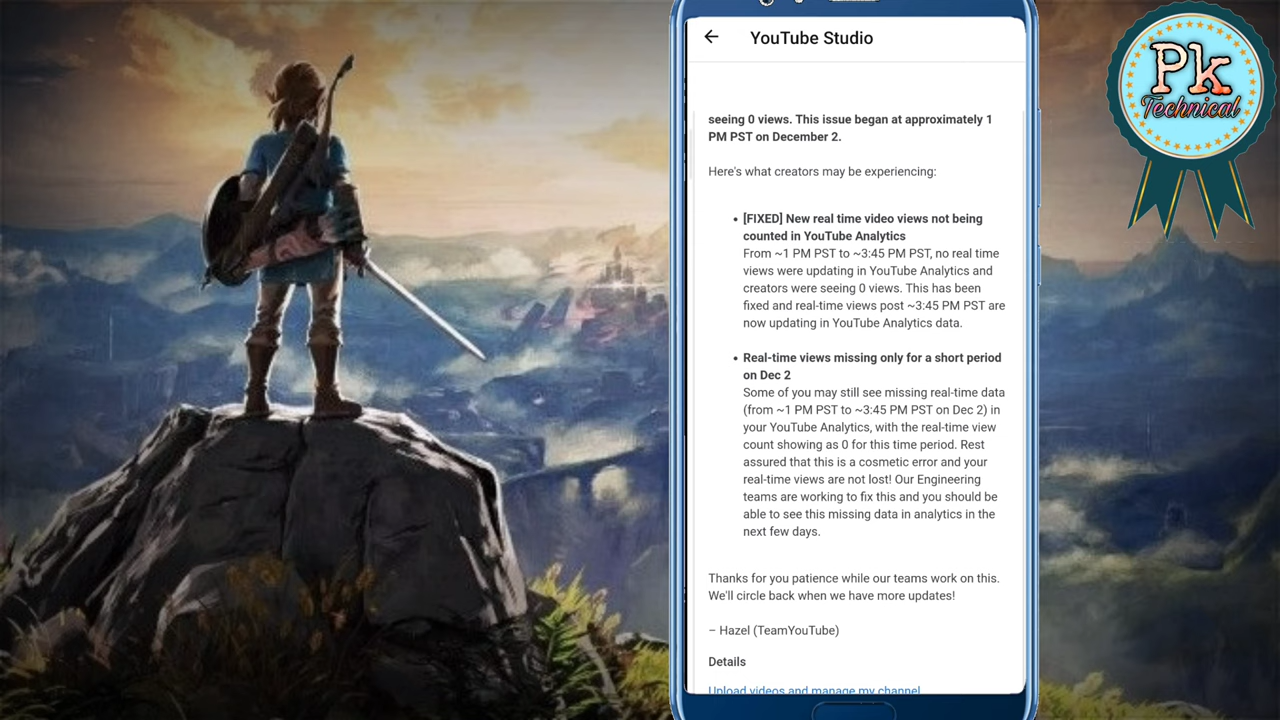 YouTube Studio
Pk
Technical
seeing 0 views. This issue began at approximately 1
PM PST on December 2.
Here's what creators may be experiencing:
• [FIXED] New real time video views not being
counted in YouTube Analytics
From ~1 PM PST to ~3:45 PM PST, no real time
views were updating in YouTube Analytics and
creators were seeing 0 views. This has been
fixed and real-time views post ~3:45 PM PST are
now updating in YouTube Analytics data.
• Real-time views missing only for a short period
on Dec 2
Some of you may still see missing real-time data
(from ~1 PM PST to ~3:45 PM PST on Dec 2) in
your YouTube Analytics, with the real-time view
count showing as 0 for this time period. Rest
assured that this is a cosmetic error and your
real-time views are not lost! Our Engineering
teams are working to fix this and you should be
able to see this missing data in analytics in the
next few days.
Thanks for you patience while our teams work on this.
We'll circle back when we have more updates!
– Hazel (TeamYouTube)
Details
Upload videos and manage my channel